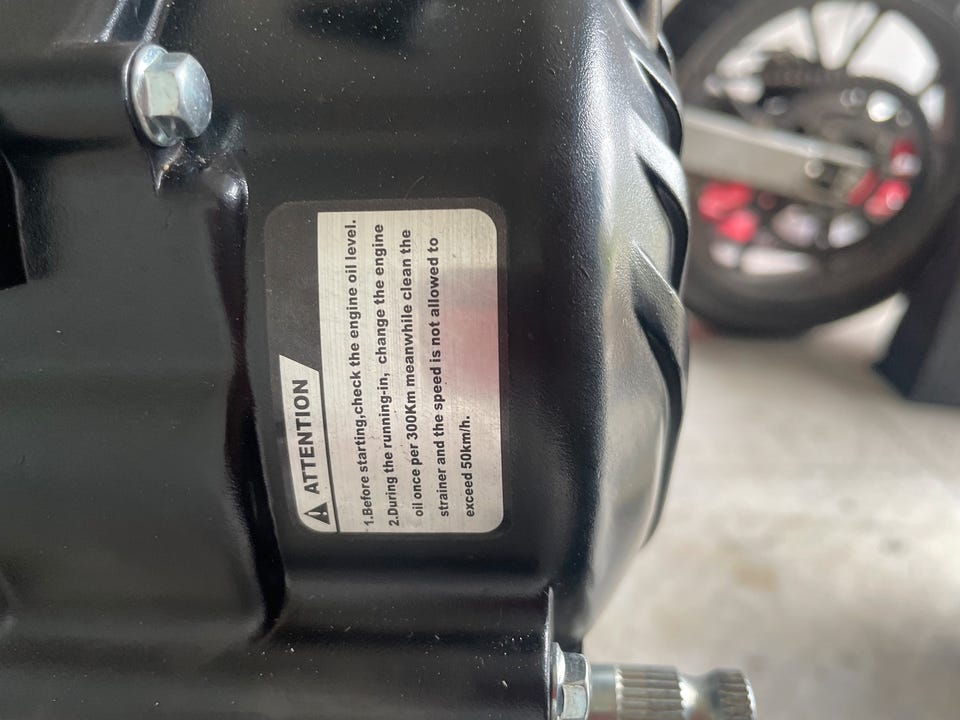 ATTENTION
1.Before starting,check the engine oil level.
2.During the running-in, change the engine
oil once per 300Km meanwhile clean the
strainer and the speed is not allowed to
exceed 50km/h.